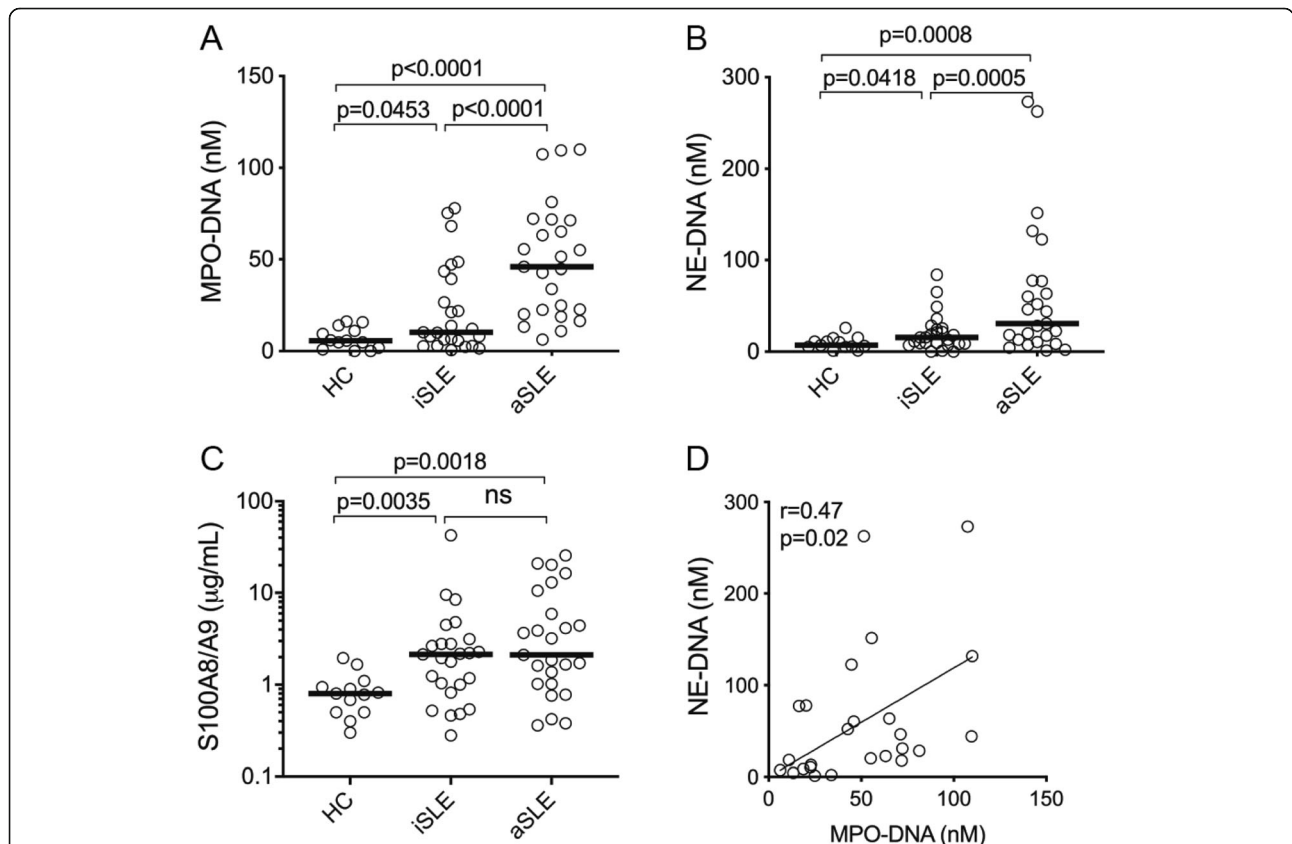 A
p<0.0001
p=0.0453 p<0.0001
MPO-DNA (nM)
150
100
50
0
HC iSLE aSLE
B
p=0.0008
p=0.0418 p=0.0005
NE-DNA (nM)
300
200
100
0
HC iSLE aSLE
C
p=0.0018
p=0.0035 ns
S100A8/A9 (μg/mL)
100
10
1
0.1
HC iSLE aSLE
D
r=0.47
p=0.02
NE-DNA (nM)
300
200
100
0
0 50 100 150
MPO-DNA (nM)